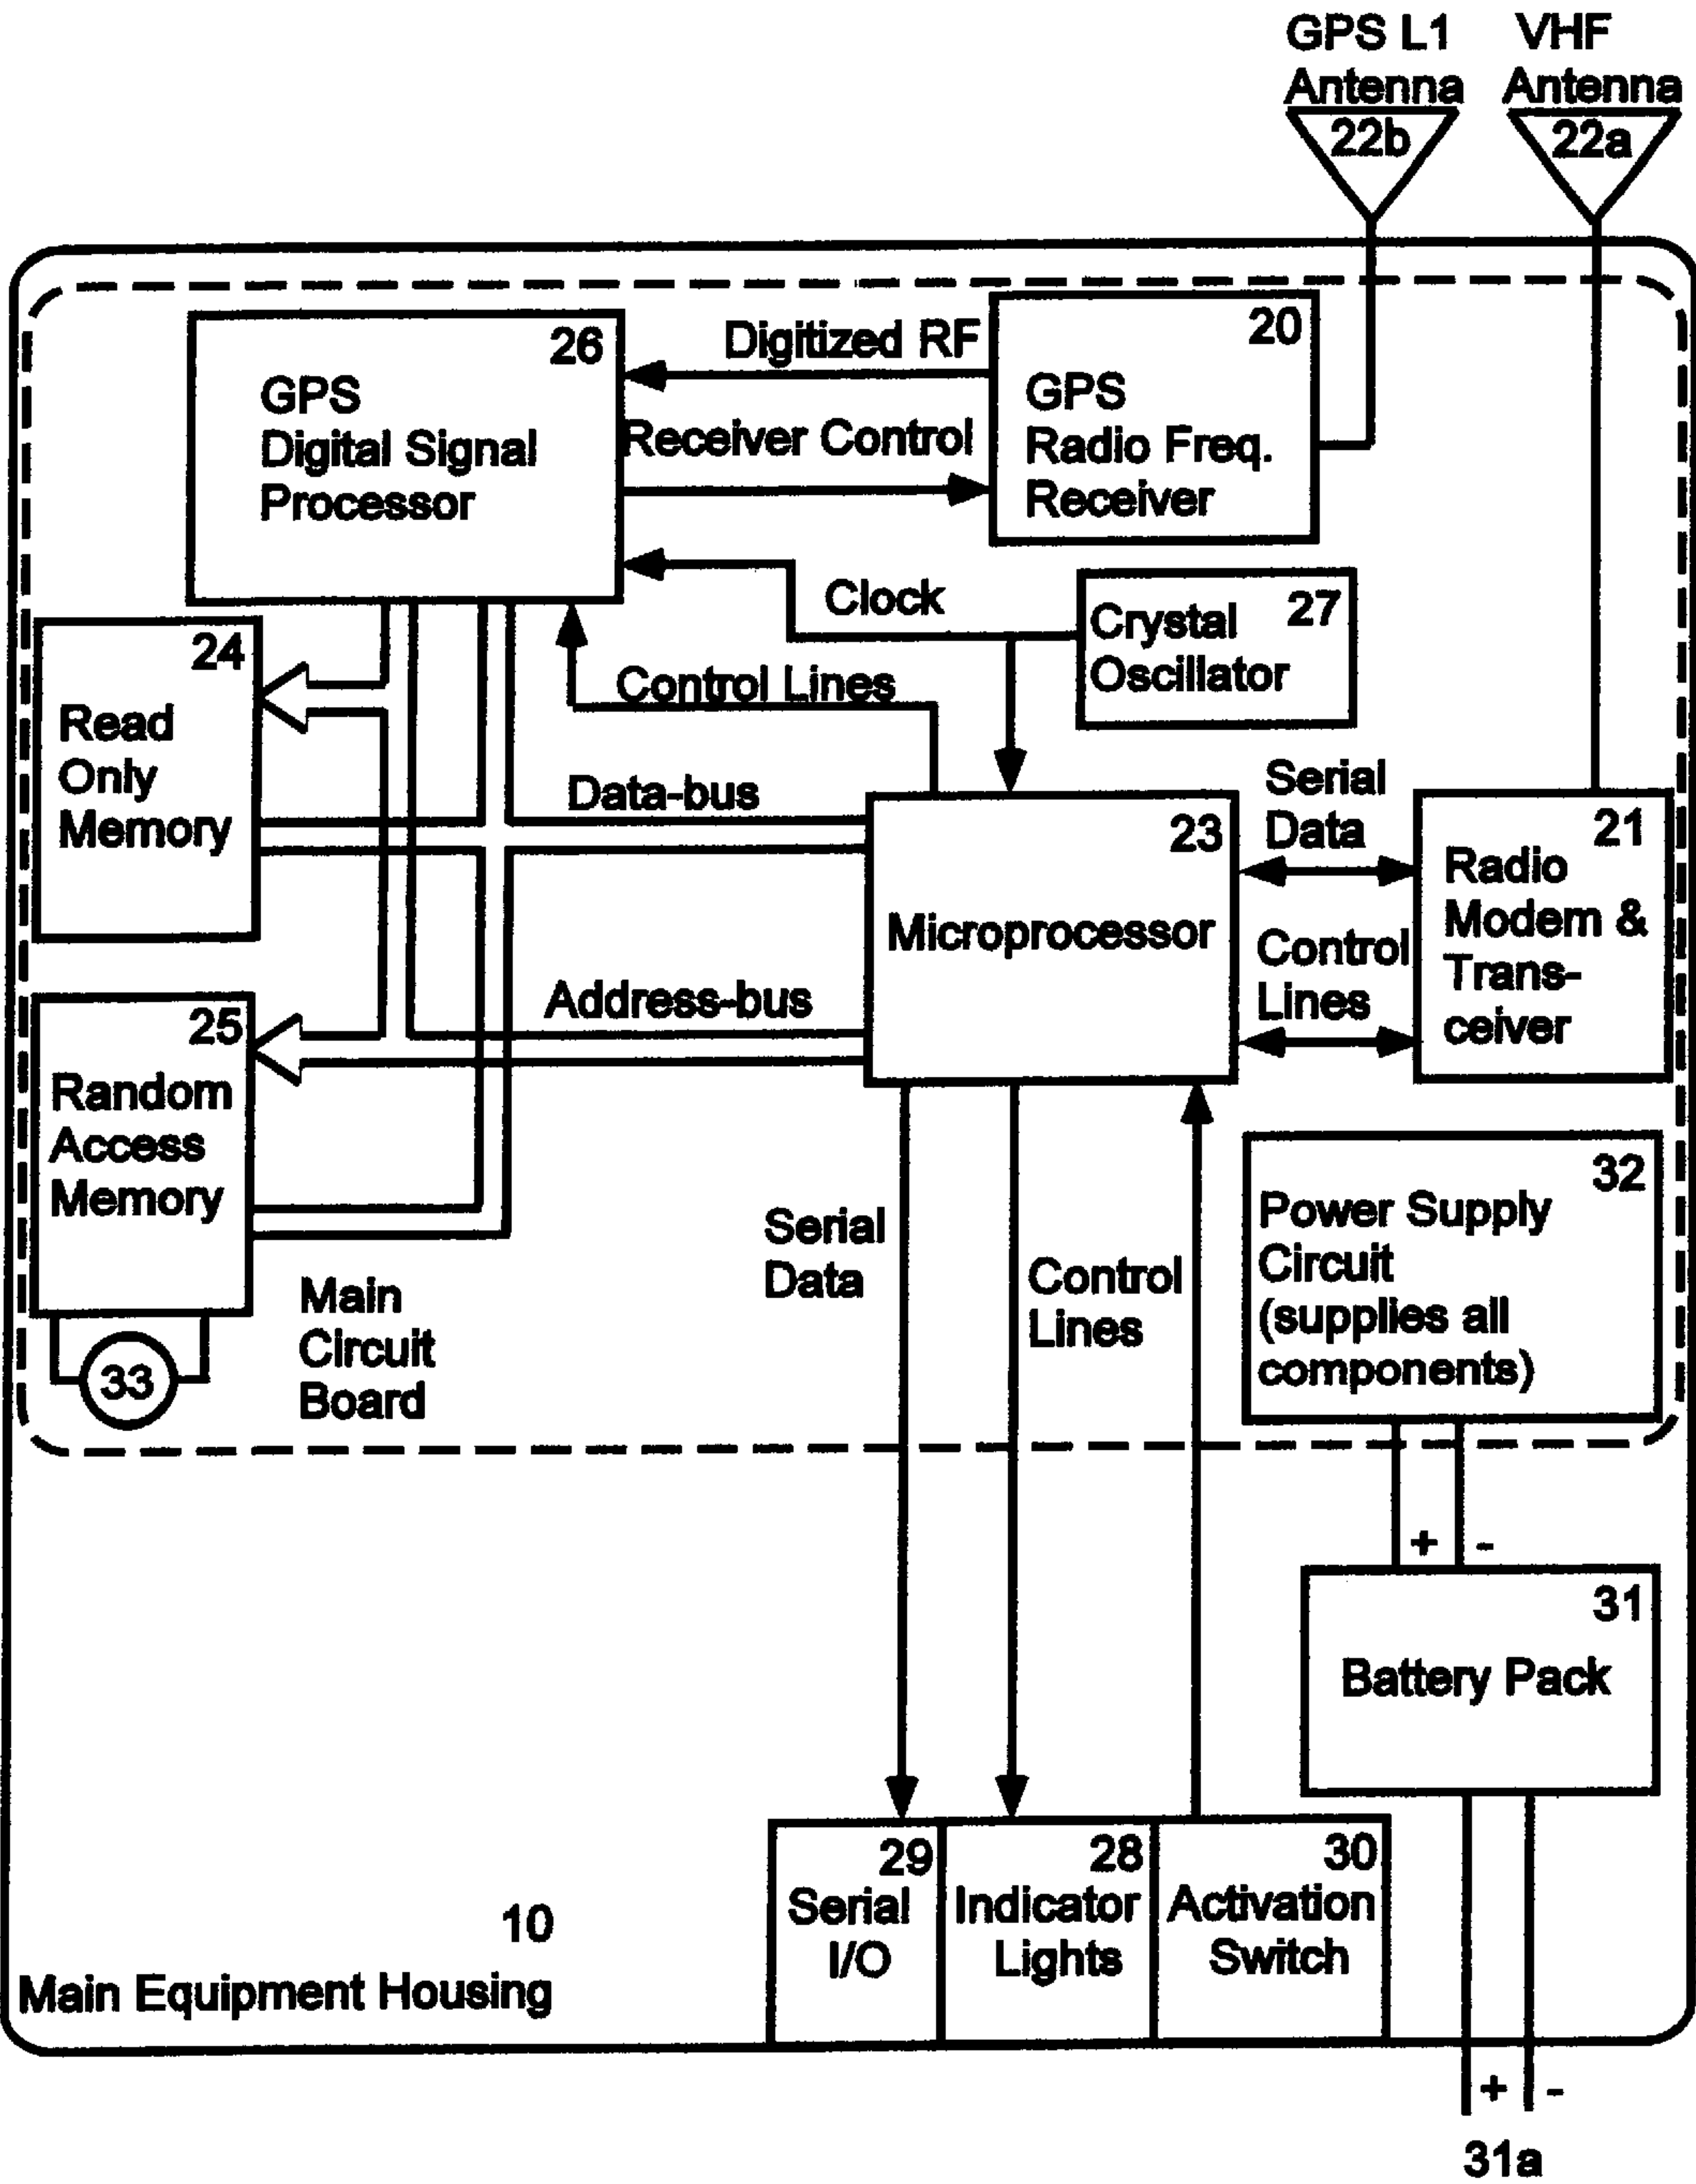 GPS L1
Antenna
22b
VHF
Antenna
22a
26
GPS
Digital Signal
Processor
Digitized RF
Receiver Control
20
GPS
Radio Freq.
Receiver
Clock
27
Crystal
Oscillator
Control Lines
24
Read
Only
Memory
Data-bus
23
Microprocessor
Serial
Data
Control
Lines
21
Radio
Modem &
Trans-
ceiver
Address-bus
25
Random
Access
Memory
33
Main
Circuit
Board
Serial
Data
Control
Lines
32
Power Supply
Circuit
(supplies all
components)
+ -
31
Battery Pack
29
Serial
I/O
28
Indicator
Lights
30
Activation
Switch
10
Main Equipment Housing
+ -
31a